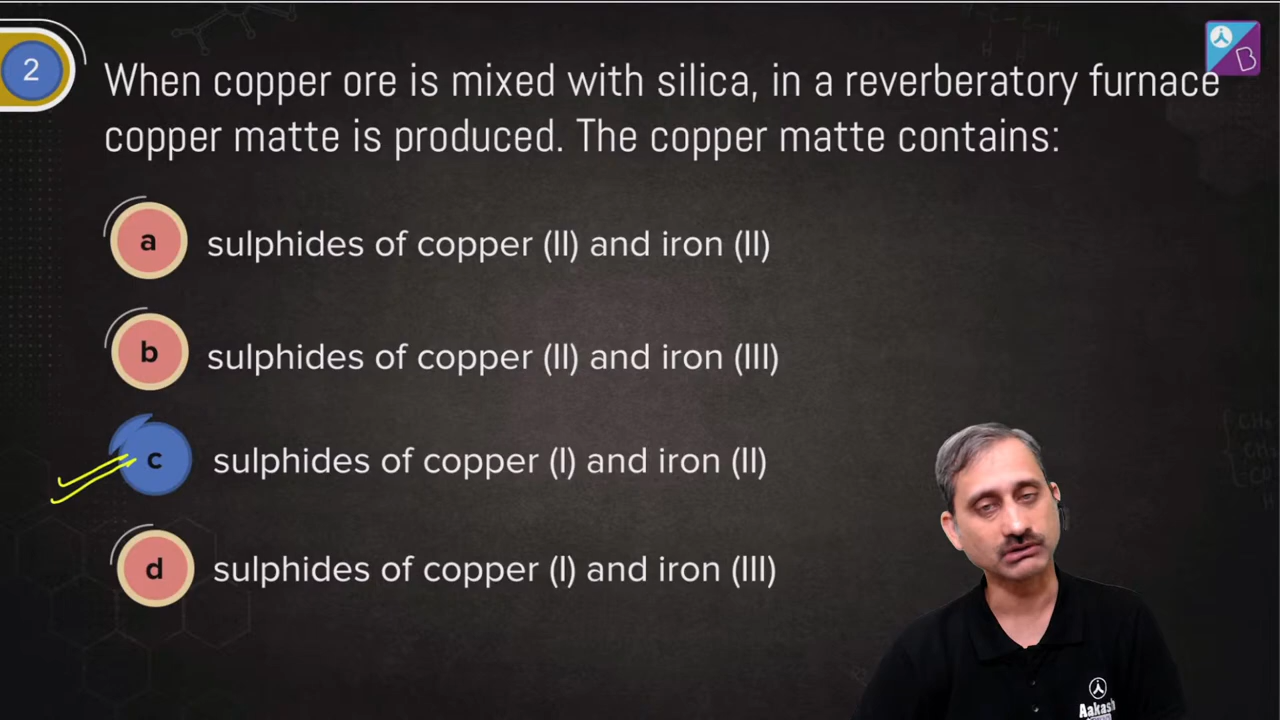 2
When copper ore is mixed with silica, in a reverberatory furnace
copper matte is produced. The copper matte contains:
B
a
sulphides of copper (II) and iron (II)
b
sulphides of copper (II) and iron (III)
c
sulphides of copper (I) and iron (II)
d
sulphides of copper (I) and iron (III)
Aakash